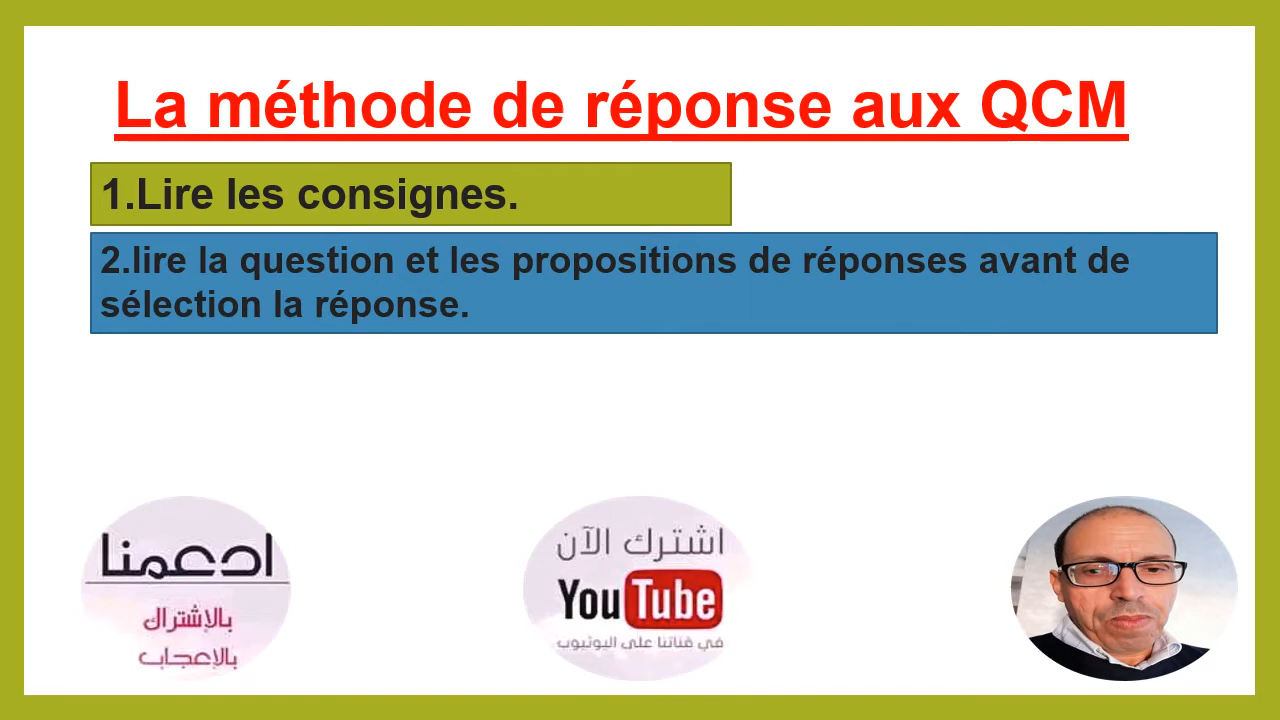 La méthode de réponse aux QCM
1.Lire les consignes.
2.lire la question et les propositions de réponses avant de
sélection la réponse.
ادعمنا
بالإشتراك
بالإعجاب
اشترك الآن
YouTube
في قناتنا على اليوتيوب